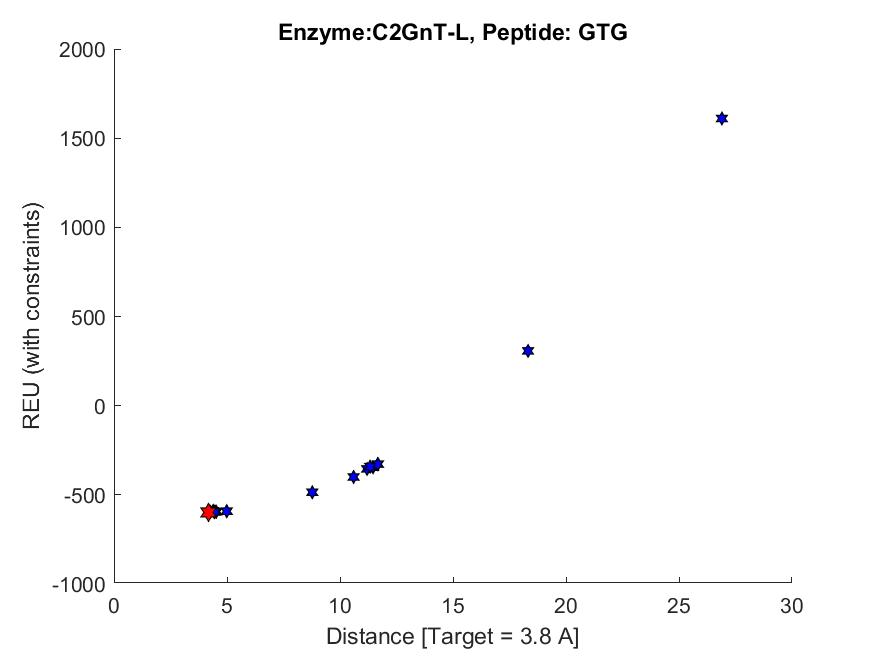 Enzyme:C2GnT-L, Peptide: GTG
2000
1500
1000
500
0
-500
-1000
REU (with constraints)
0 5 10 15 20 25 30
Distance [Target = 3.8 A]